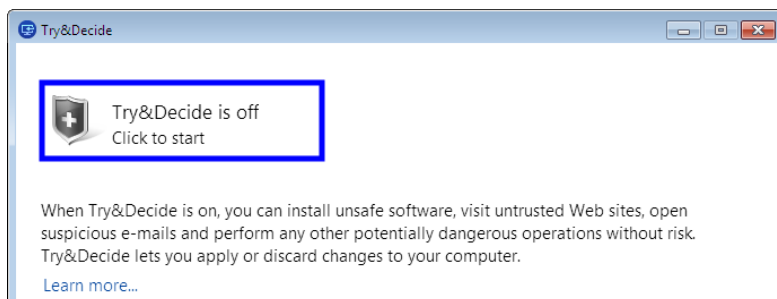 Try&Decide
Try&Decide is off
Click to start
When Try&Decide is on, you can install unsafe software, visit untrusted Web sites, open
suspicious e-mails and perform any other potentially dangerous operations without risk.
Try&Decide lets you apply or discard changes to your computer.
Learn more...